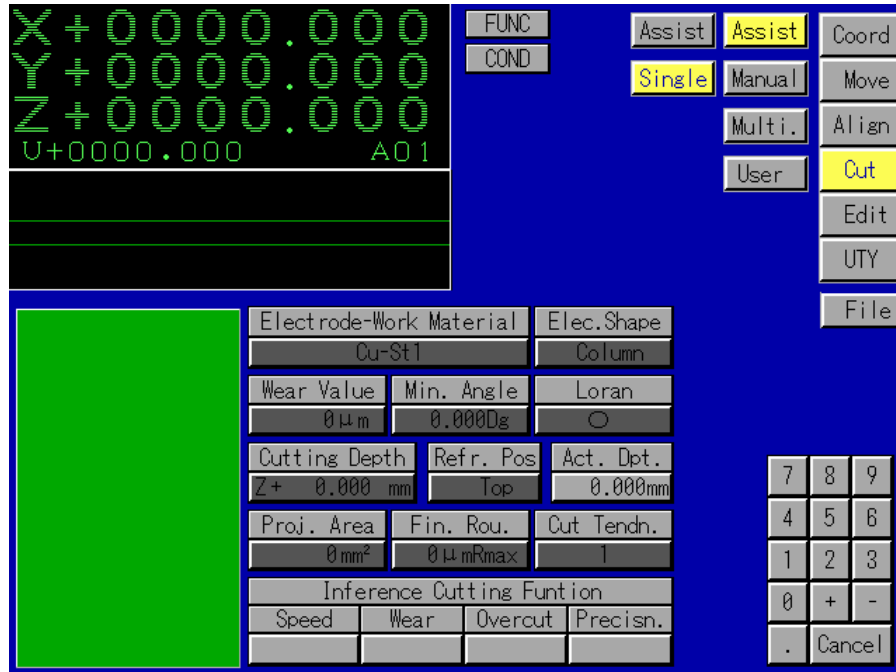 X+0000.000
Y+0000.000
Z+0000.000
U+0000.000 A01
FUNC
COND
Assist
Single
Assist
Manual
Multi.
User
Coord
Move
Align
Cut
Edit
UTY
File
Electrode-Work Material Elec.Shape
Cu-St1 Column
Wear Value Min. Angle Loran
0μm 0.000Dg ○
Cutting Depth Refr. Pos Act. Dpt.
Z+ 0.000 mm Top 0.000mm
Proj. Area Fin. Rou. Cut Tendn.
0mm² 0μmRmax 1
Inference Cutting Funtion
Speed Wear Overcut Precisn.
7 8 9
4 5 6
1 2 3
0 + -
. Cancel